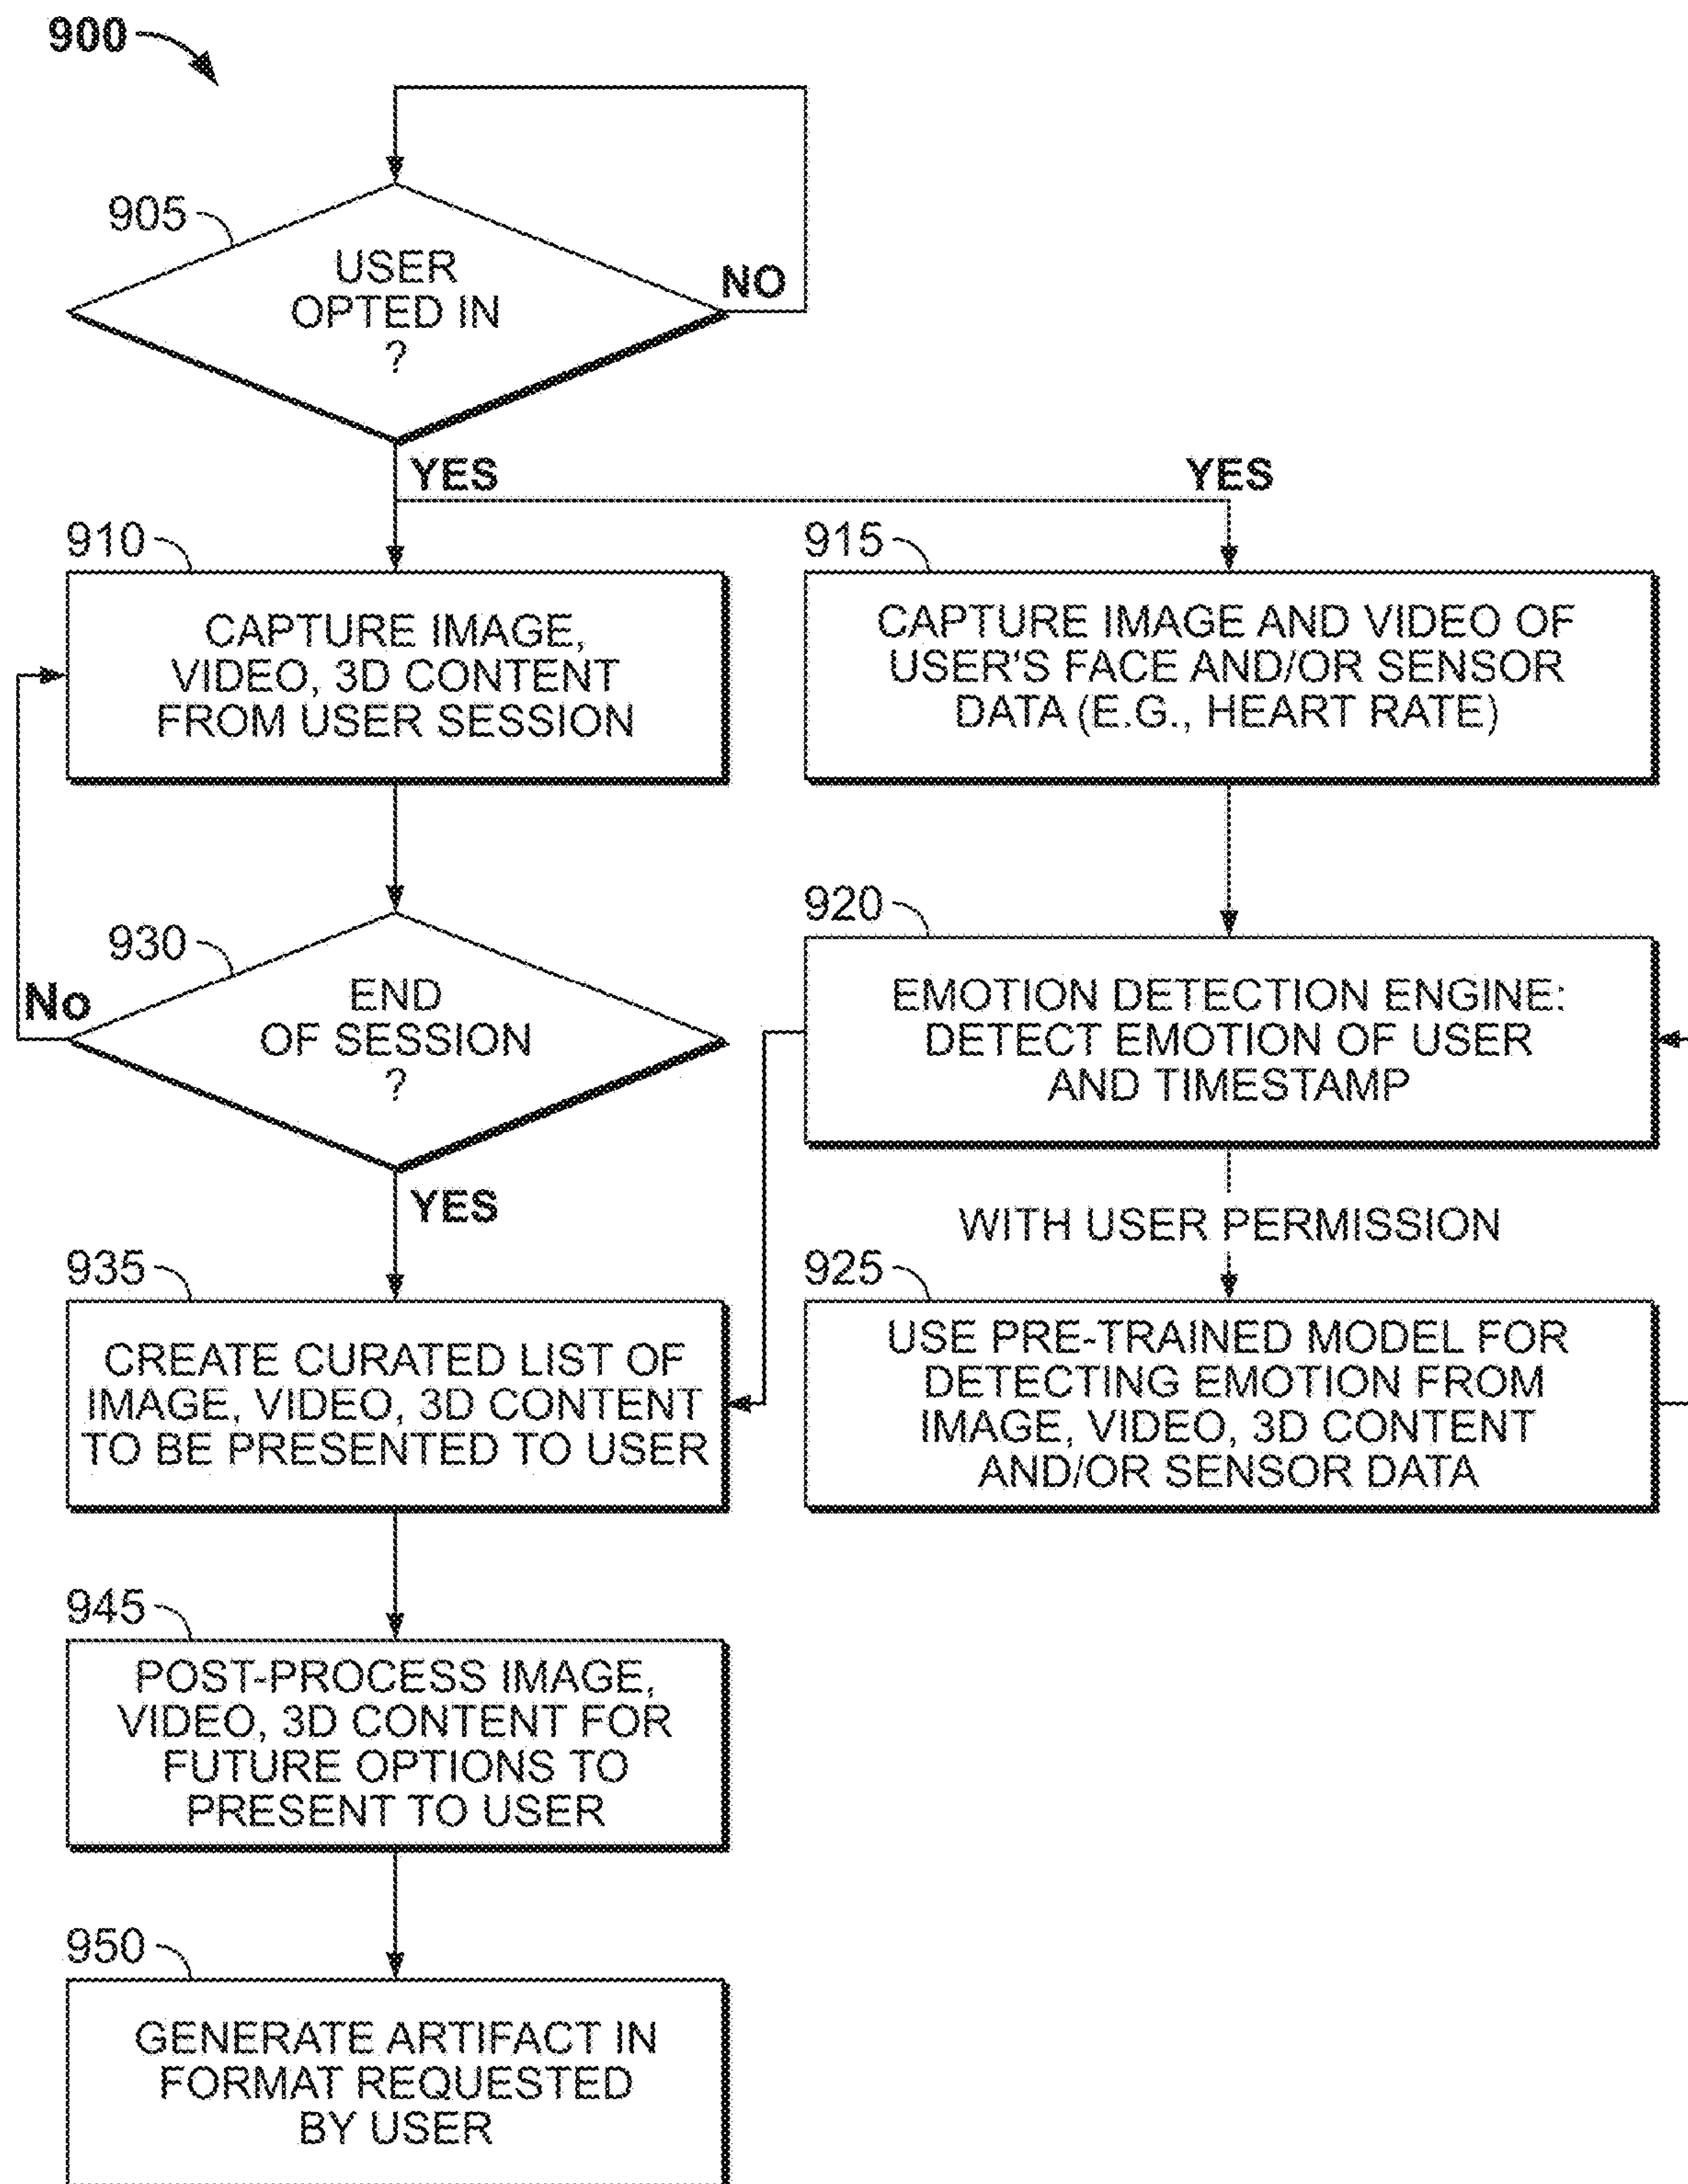 900
905
USER
OPTED IN
?
NO
YES
YES
910
CAPTURE IMAGE,
VIDEO, 3D CONTENT
FROM USER SESSION
915
CAPTURE IMAGE AND VIDEO OF
USER'S FACE AND/OR SENSOR
DATA (E.G., HEART RATE)
930
END
OF SESSION
?
No
YES
920
EMOTION DETECTION ENGINE:
DETECT EMOTION OF USER
AND TIMESTAMP
WITH USER PERMISSION
935
CREATE CURATED LIST OF
IMAGE, VIDEO, 3D CONTENT
TO BE PRESENTED TO USER
925
USE PRE-TRAINED MODEL FOR
DETECTING EMOTION FROM
IMAGE, VIDEO, 3D CONTENT
AND/OR SENSOR DATA
945
POST-PROCESS IMAGE,
VIDEO, 3D CONTENT FOR
FUTURE OPTIONS TO
PRESENT TO USER
950
GENERATE ARTIFACT IN
FORMAT REQUESTED
BY USER